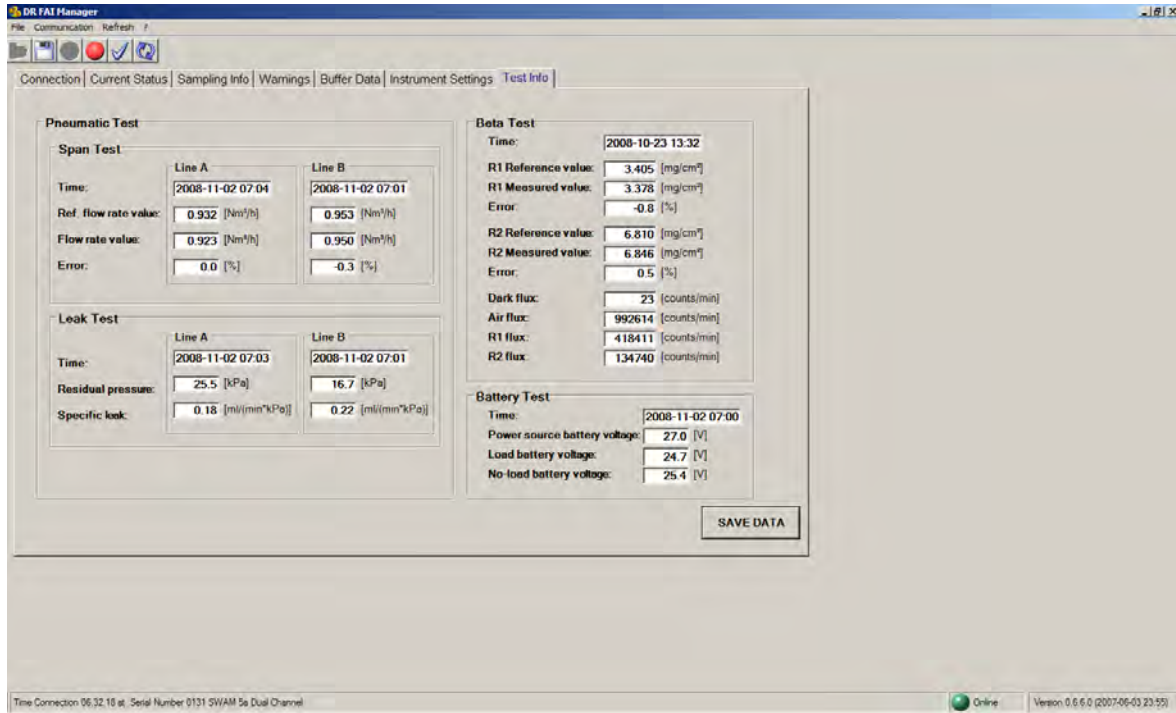 DR FAI Manager
File Communication Refresh ?
Connection Current Status Sampling Info Warnings Buffer Data Instrument Settings Test Info
Pneumatic Test
Span Test
Line A Line B
Time: 2008-11-02 07:04 2008-11-02 07:01
Ref. flow rate value: 0.932 [Nm³/h] 0.953 [Nm³/h]
Flow rate value: 0.923 [Nm³/h] 0.950 [Nm³/h]
Error: 0.0 [%] -0.3 [%]
Leak Test
Line A Line B
Time: 2008-11-02 07:03 2008-11-02 07:01
Residual pressure: 25.5 [kPa] 16.7 [kPa]
Specific leak: 0.18 [ml/(min*kPa)] 0.22 [ml/(min*kPa)]
Beta Test
Time: 2008-10-23 13:32
R1 Reference value: 3.405 [mg/cm²]
R1 Measured value: 3.378 [mg/cm²]
Error: -0.8 [%]
R2 Reference value: 6.810 [mg/cm²]
R2 Measured value: 6.846 [mg/cm²]
Error: 0.5 [%]
Dark flux: 23 [counts/min]
Air flux: 992614 [counts/min]
R1 flux: 418411 [counts/min]
R2 flux: 134740 [counts/min]
Battery Test
Time: 2008-11-02 07:00
Power source battery voltage: 27.0 [V]
Load battery voltage: 24.7 [V]
No-load battery voltage: 25.4 [V]
SAVE DATA
Time Connection 06.32.18 st. Serial Number 0131 SWAM 5a Dual Channel Online Version 0.6.6.0 (2007-06-03 23:55)